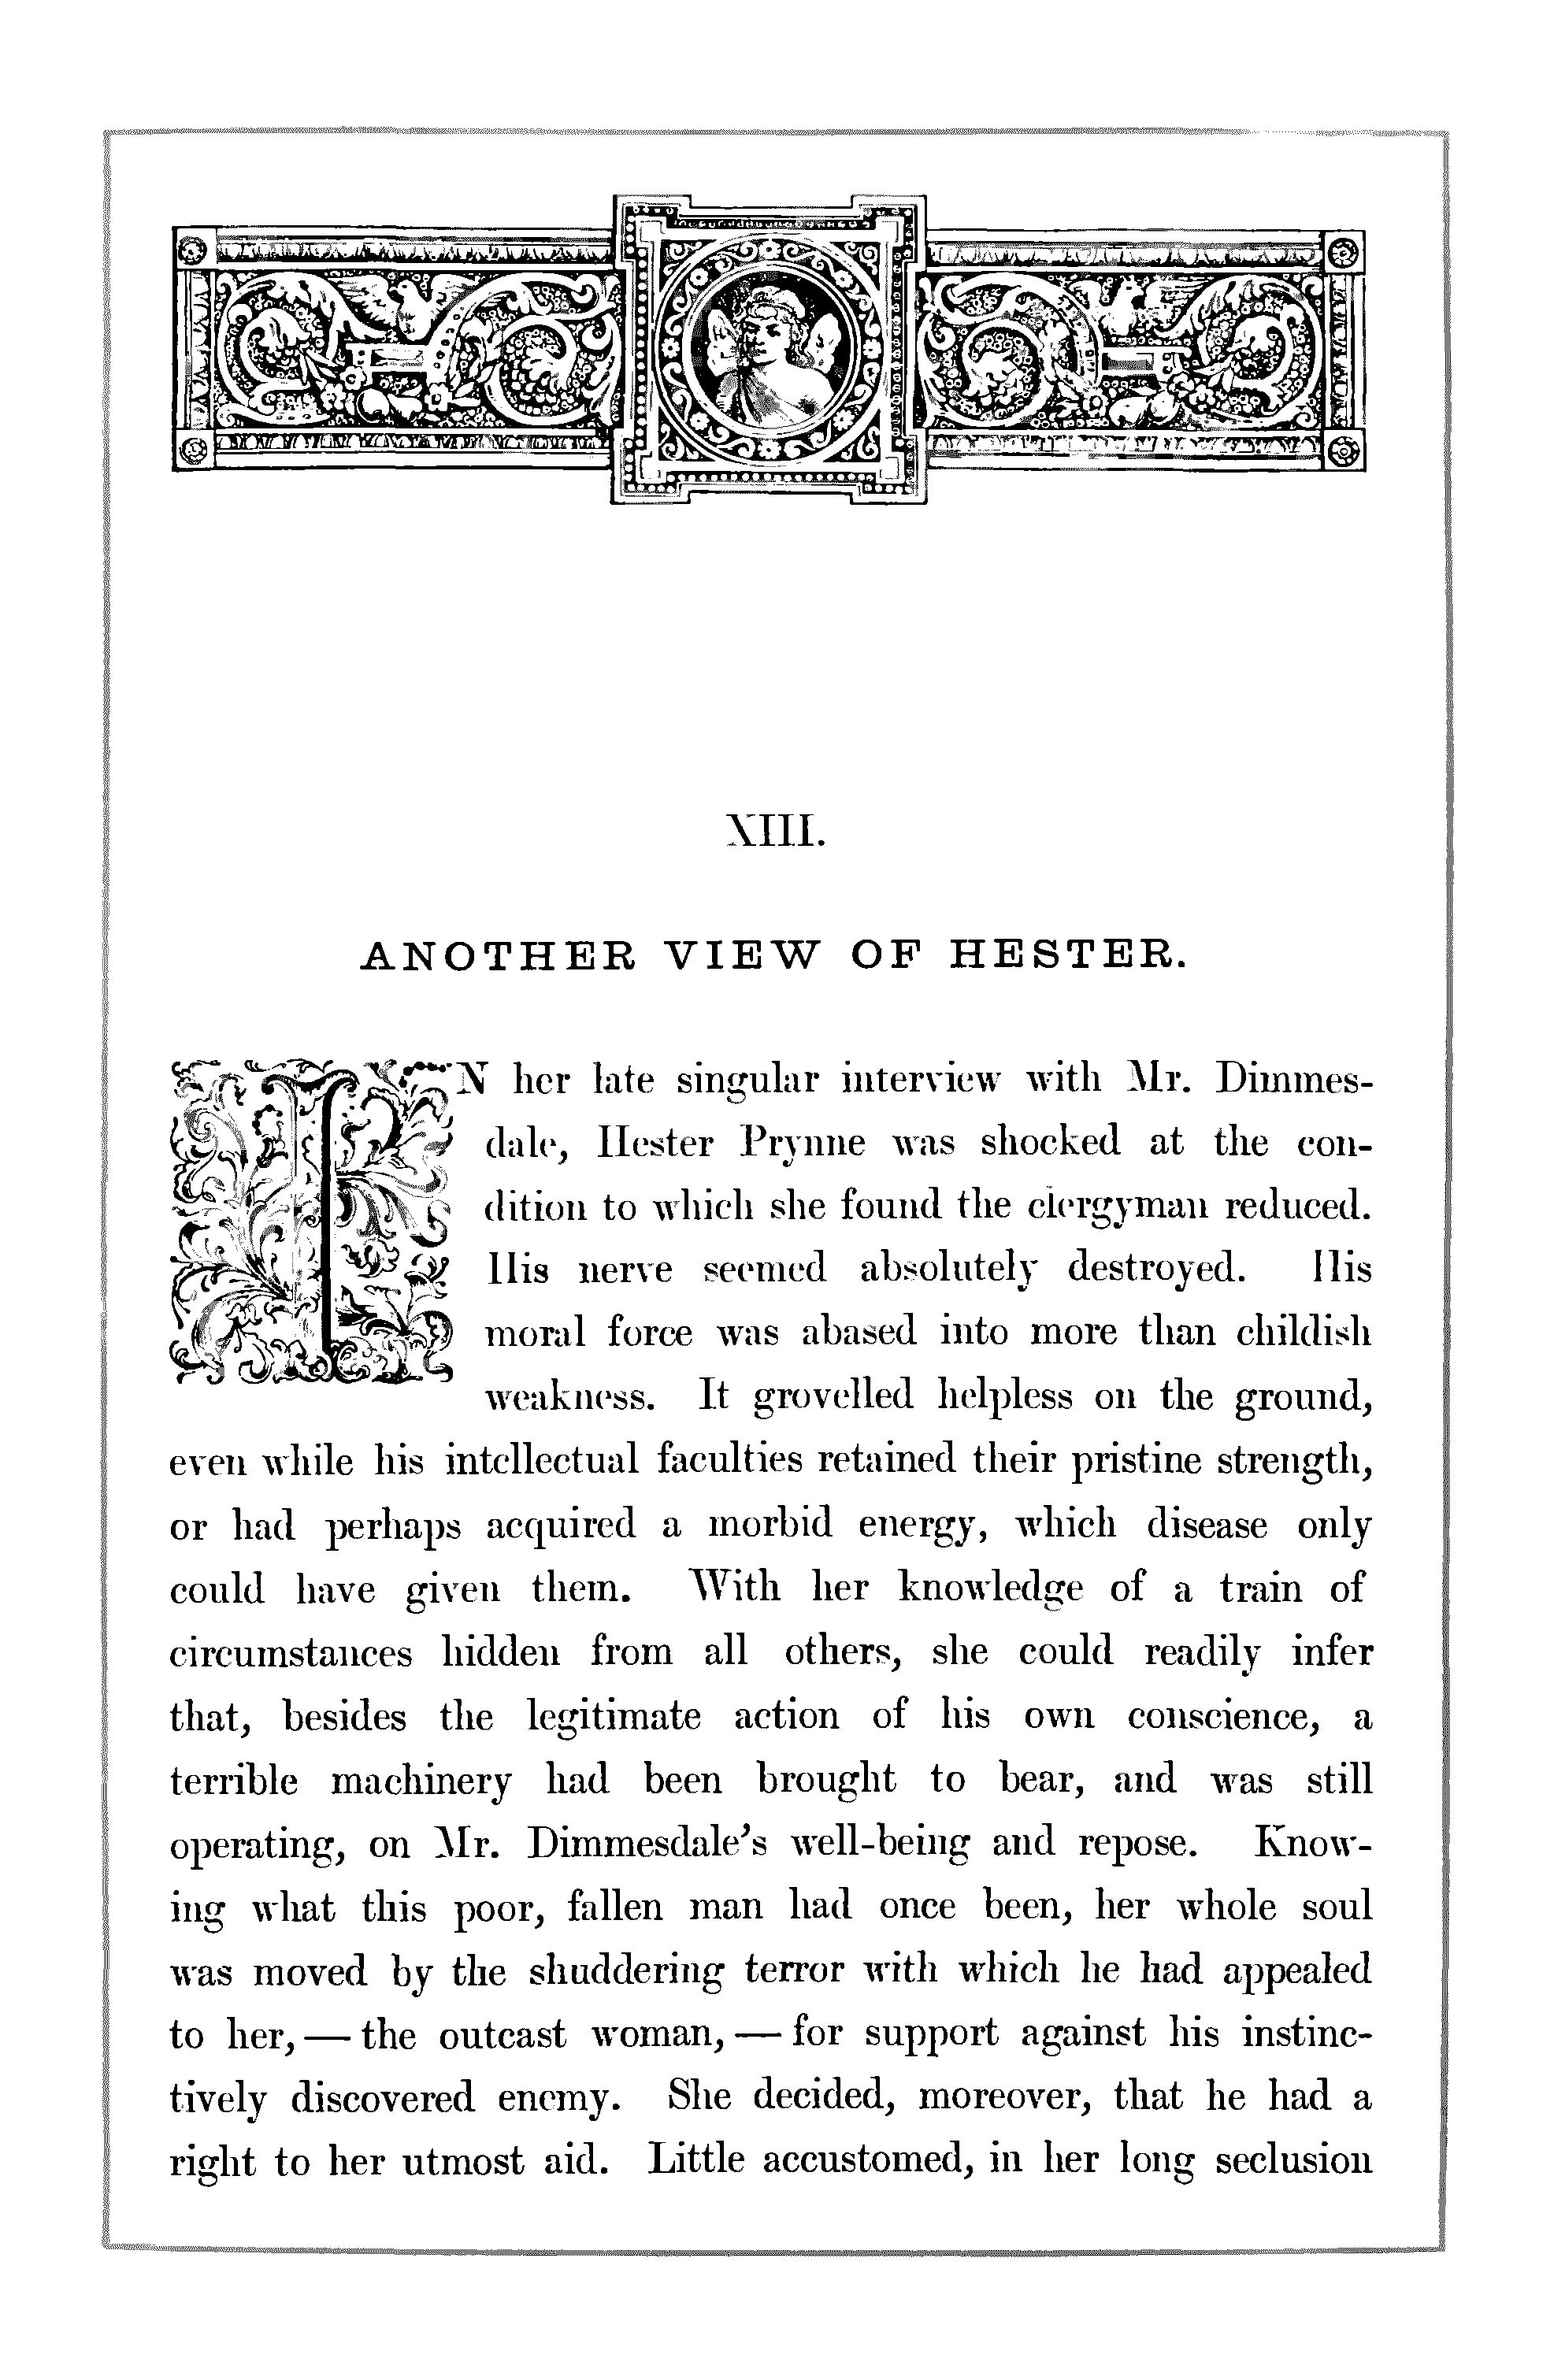 XIII.
ANOTHER VIEW OF HESTER.
IN her late singular interview with Mr. Dimmes-
dale, Hester Prynne was shocked at the con-
dition to which she found the clergyman reduced.
His nerve seemed absolutely destroyed. His
moral force was abased into more than childish
weakness. It grovelled helpless on the ground,
even while his intellectual faculties retained their pristine strength,
or had perhaps acquired a morbid energy, which disease only
could have given them. With her knowledge of a train of
circumstances hidden from all others, she could readily infer
that, besides the legitimate action of his own conscience, a
terrible machinery had been brought to bear, and was still
operating, on Mr. Dimmesdale's well-being and repose. Know-
ing what this poor, fallen man had once been, her whole soul
was moved by the shuddering terror with which he had appealed
to her, — the outcast woman, — for support against his instinc-
tively discovered enemy. She decided, moreover, that he had a
right to her utmost aid. Little accustomed, in her long seclusion